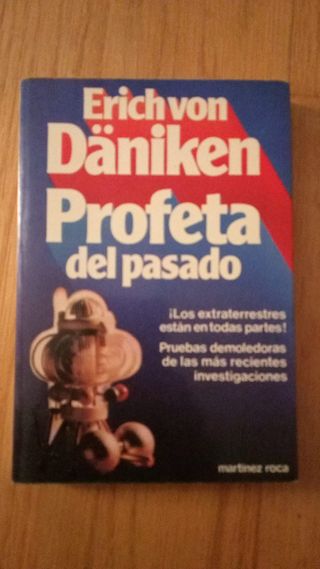 Erich von
Däniken
Profeta
del pasado
¡Los extraterrestres
están en todas partes!
Pruebas demoledoras
de las más recientes
investigaciones
martínez roca